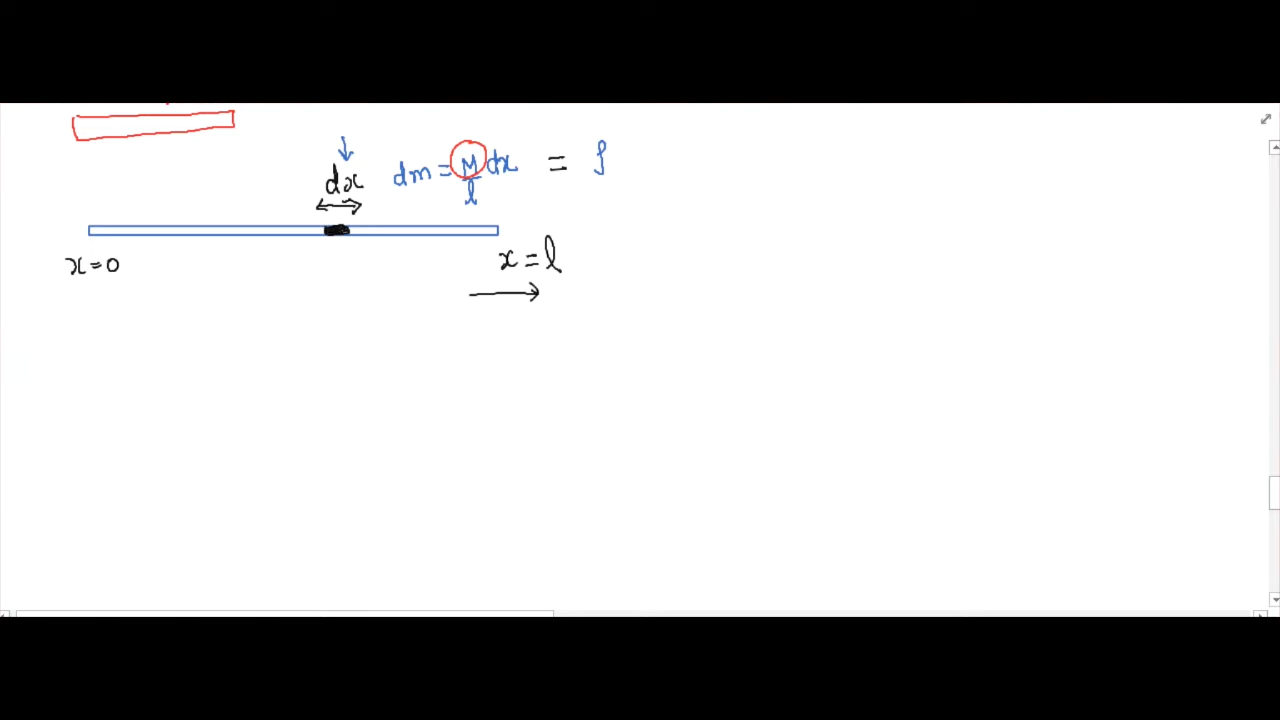 dx
dm = M/l dx = ρ
x=0
x=l